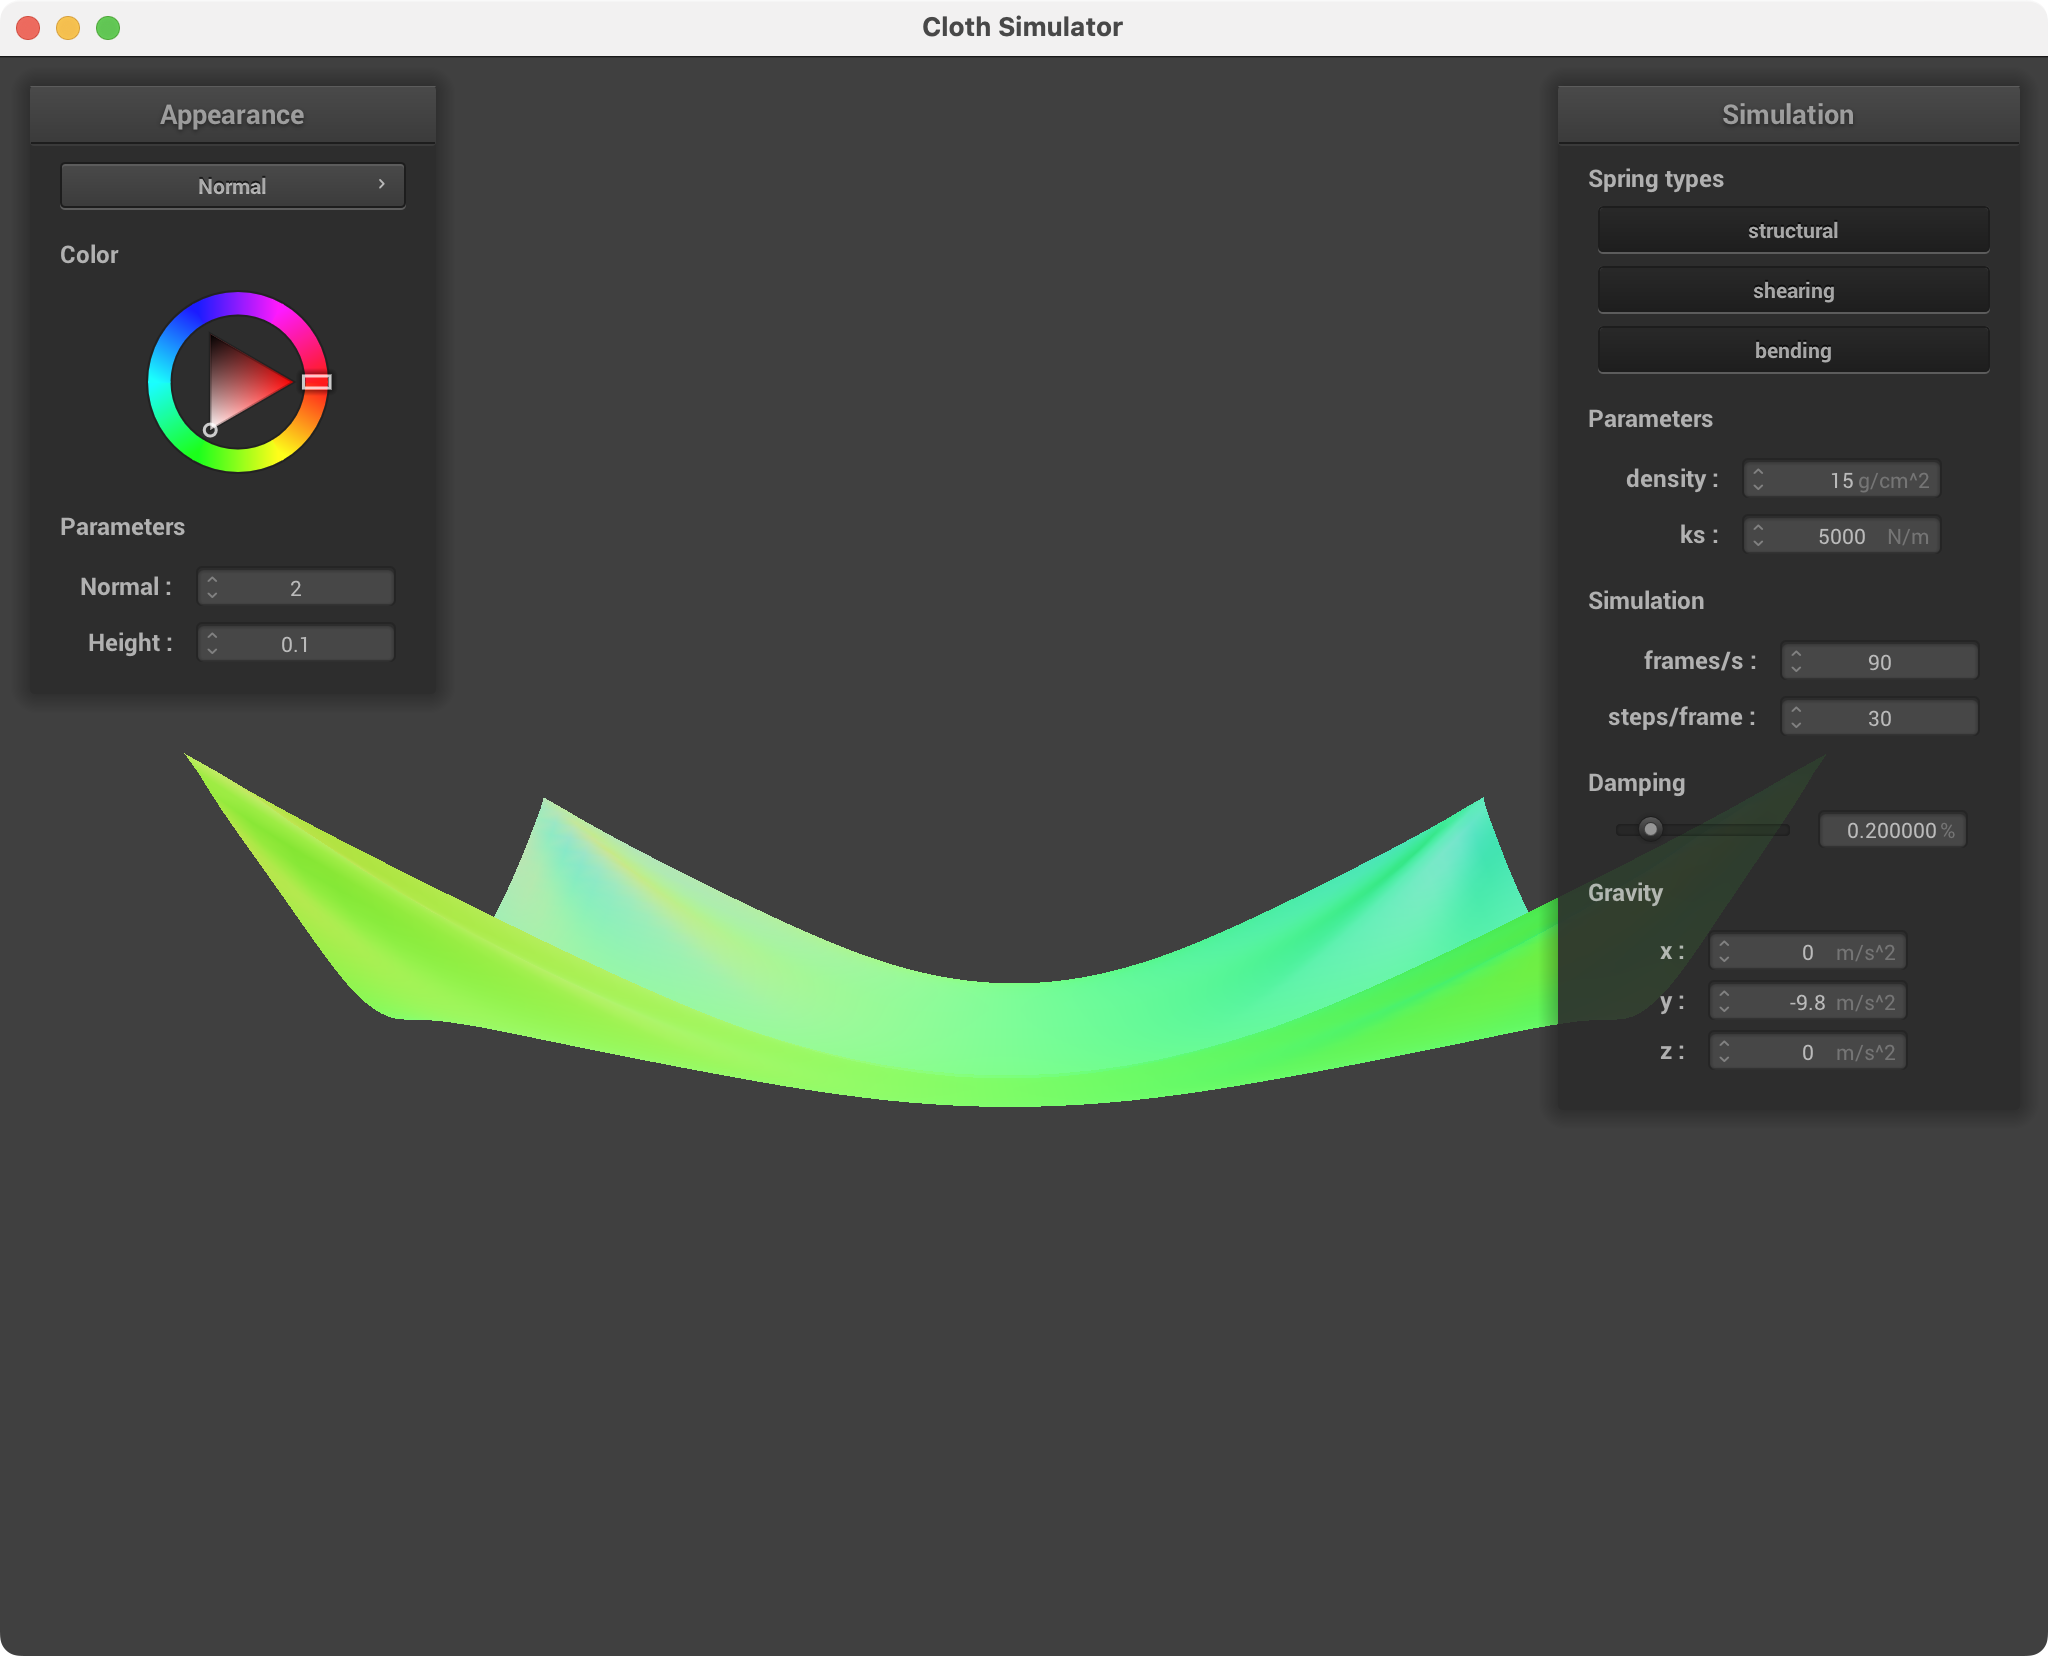 Cloth Simulator
Appearance
Normal
Color
Parameters
Normal : 2
Height : 0.1
Simulation
Spring types
structural
shearing
bending
Parameters
density : 15 g/cm^2
ks : 5000 N/m
Simulation
frames/s : 90
steps/frame : 30
Damping
0.200000 %
Gravity
x : 0 m/s^2
y : -9.8 m/s^2
z : 0 m/s^2